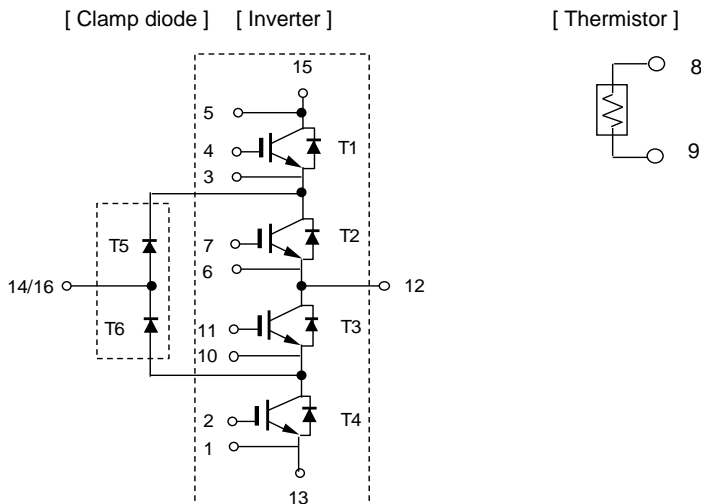 [ Clamp diode ] [ Inverter ] [ Thermistor ]
15
8
5
4
T1
3
9
T5
7
T2
6
14/16
12
T6
11
T3
10
2
T4
1
13